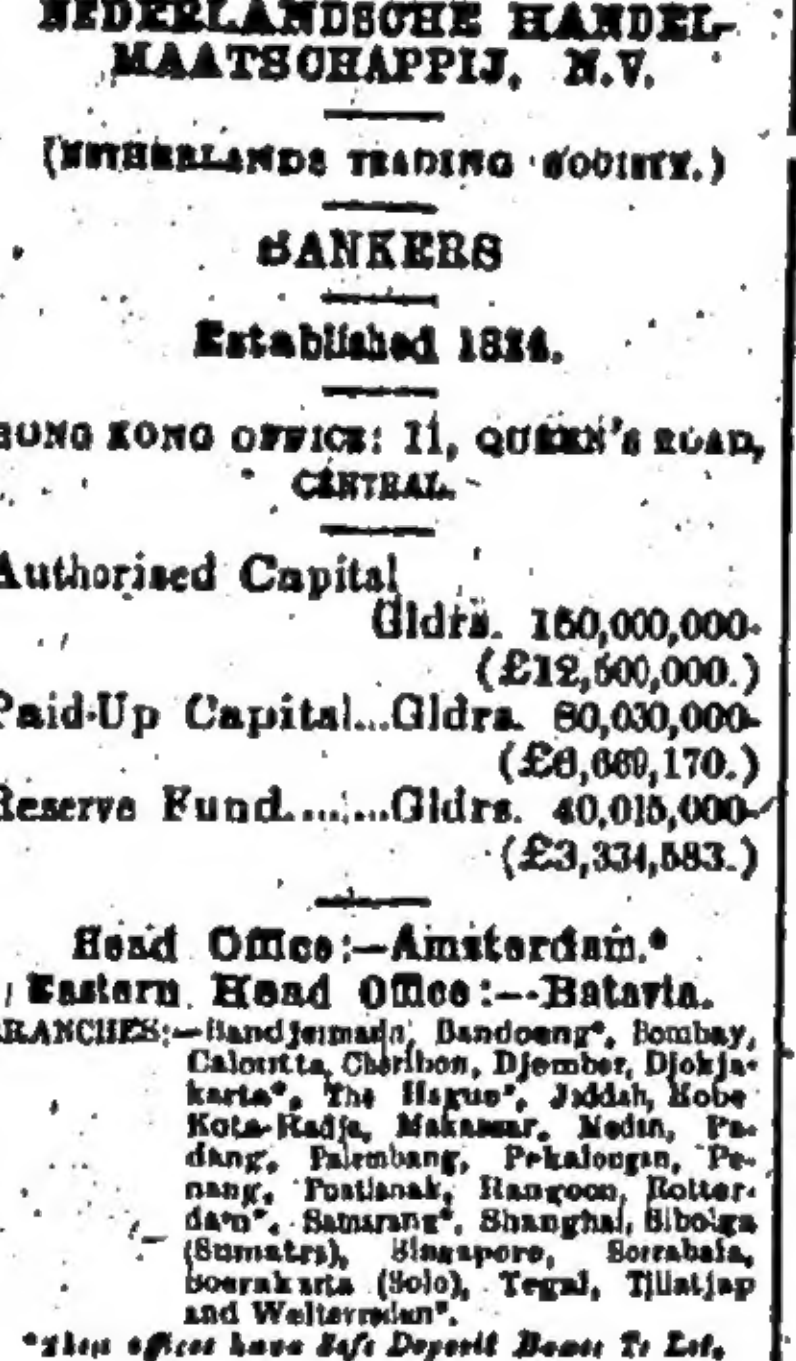 NEDERLANDSCHE HANDEL-
MAATSCHAPPIJ, N.V.
(NETHERLANDS TRADING SOCIETY.)
BANKERS
Established 1824.
HONG KONG OFFICE: 11, QUEEN'S ROAD,
CENTRAL.
Authorised Capital
Gldrs. 150,000,000-
(£12,500,000.)
Paid-Up Capital...Gldrs. 80,030,000-
(£6,669,170.)
Reserve Fund.......Gldrs. 40,015,000-
(£3,334,583.)
Head Office:—Amsterdam.*
Eastern Head Office:—Batavia.
BRANCHES:—Bandjermasin, Bandoeng*, Bombay,
Calcutta, Cheribon, Djember, Djokja-
karta*, The Hague*, Jiddah, Kobe
Kota-Radja, Makassar, Medan, Pa-
dang, Palembang, Pekalongan, Pe-
nang, Pontianak, Rangoon, Rotter-
dam*, Samarang*, Shanghai, Sibolga
(Sumatra), Singapore, Soerabaia,
Soerakarta (Solo), Tegal, Tjilatjap
and Weltevreden*.
*These offices have Safe Deposit Boxes To Let.